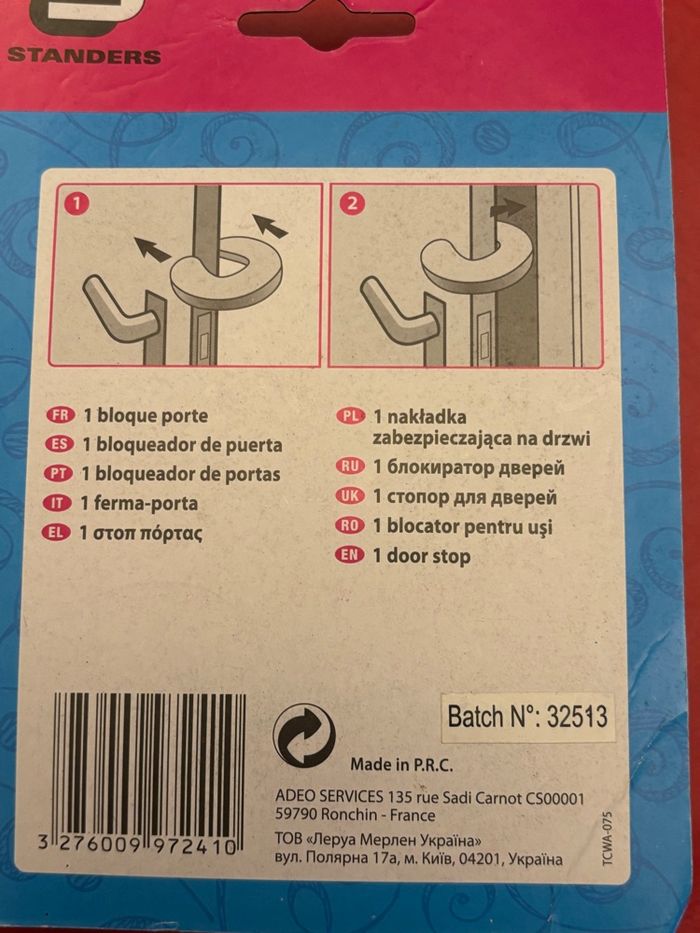 STANDERS
1
2
FR 1 bloque porte
ES 1 bloqueador de puerta
PT 1 bloqueador de portas
IT 1 ferma-porta
EL 1 στοπ πόρτας
PL 1 nakładka
zabezpieczająca na drzwi
RU 1 блокиратор дверей
UK 1 стопор для дверей
RO 1 blocator pentru uşi
EN 1 door stop
Batch N°: 32513
Made in P.R.C.
ADEO SERVICES 135 rue Sadi Carnot CS00001
59790 Ronchin - France
ТОВ «Леруа Мерлен Україна»
вул. Полярна 17а, м. Київ, 04201, Україна
TCWA-075
3 276009 972410